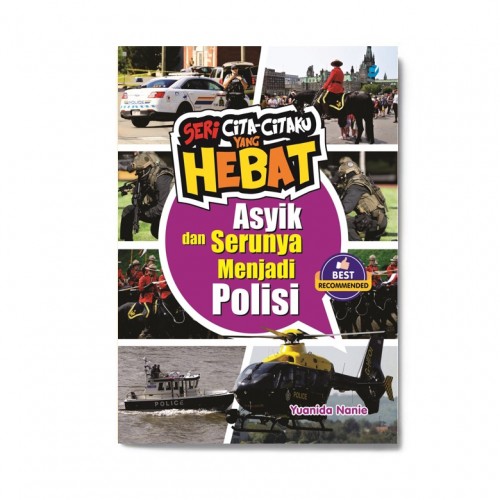 SERI CITA-CITAKU
YANG
HEBAT
Asyik
dan Serunya
Menjadi
Polisi
BEST
RECOMMENDED
POLICE
Yuanida Nanie